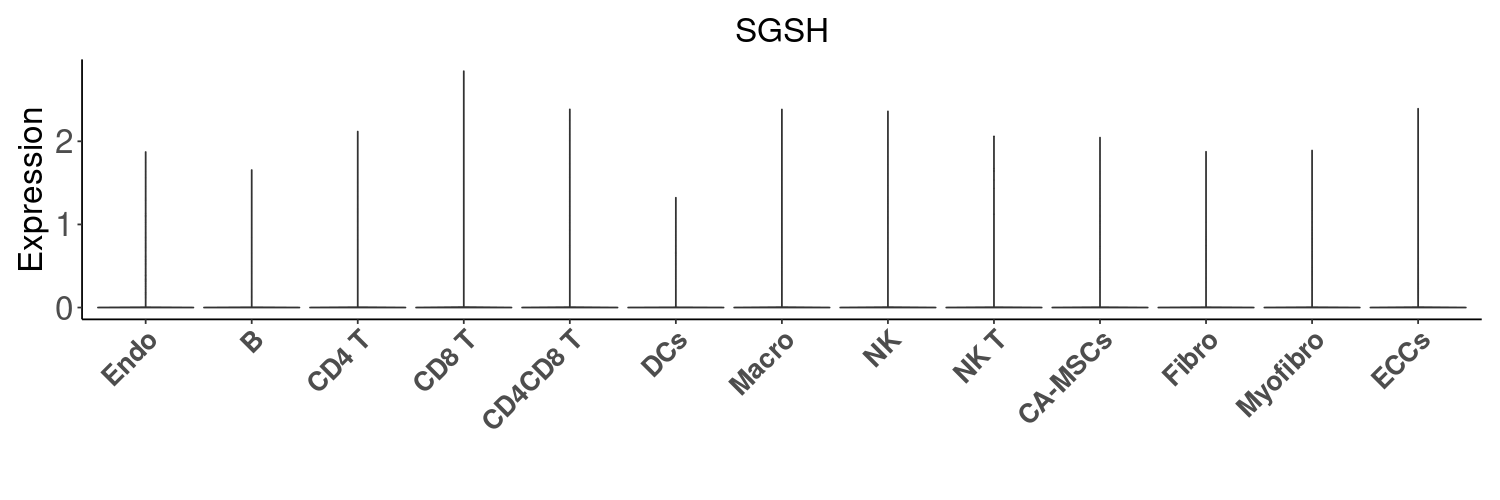 SGSH
Expression
2
1
0
Endo
B
CD4 T
CD8 T
CD4CD8 T
DCs
Macro
NK
NK T
CA-MSCs
Fibro
Myofibro
ECCs